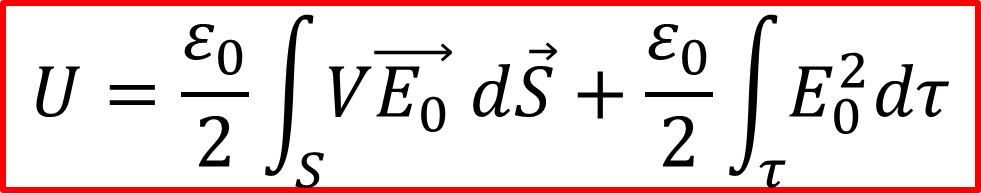 U = ε₀/2 ∫_S V E₀⃗ dS⃗ + ε₀/2 ∫_τ E₀² dτ